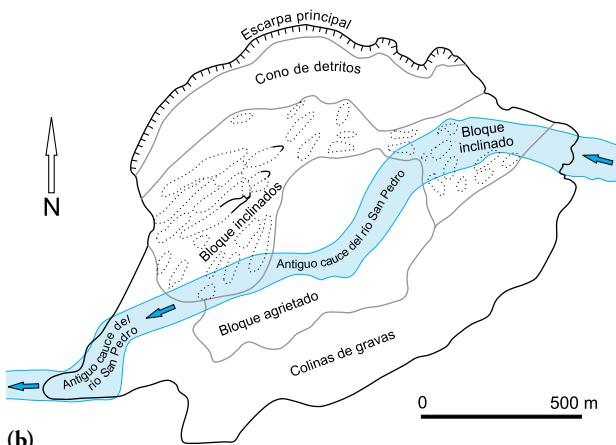 Escarpa principal
Cono de detritos
Bloque
inclinado
N
Bloque inclinados
Antiguo cauce del río San Pedro
Antiguo cauce del
río San Pedro
Bloque agrietado
Colinas de gravas
0 500 m
(b)